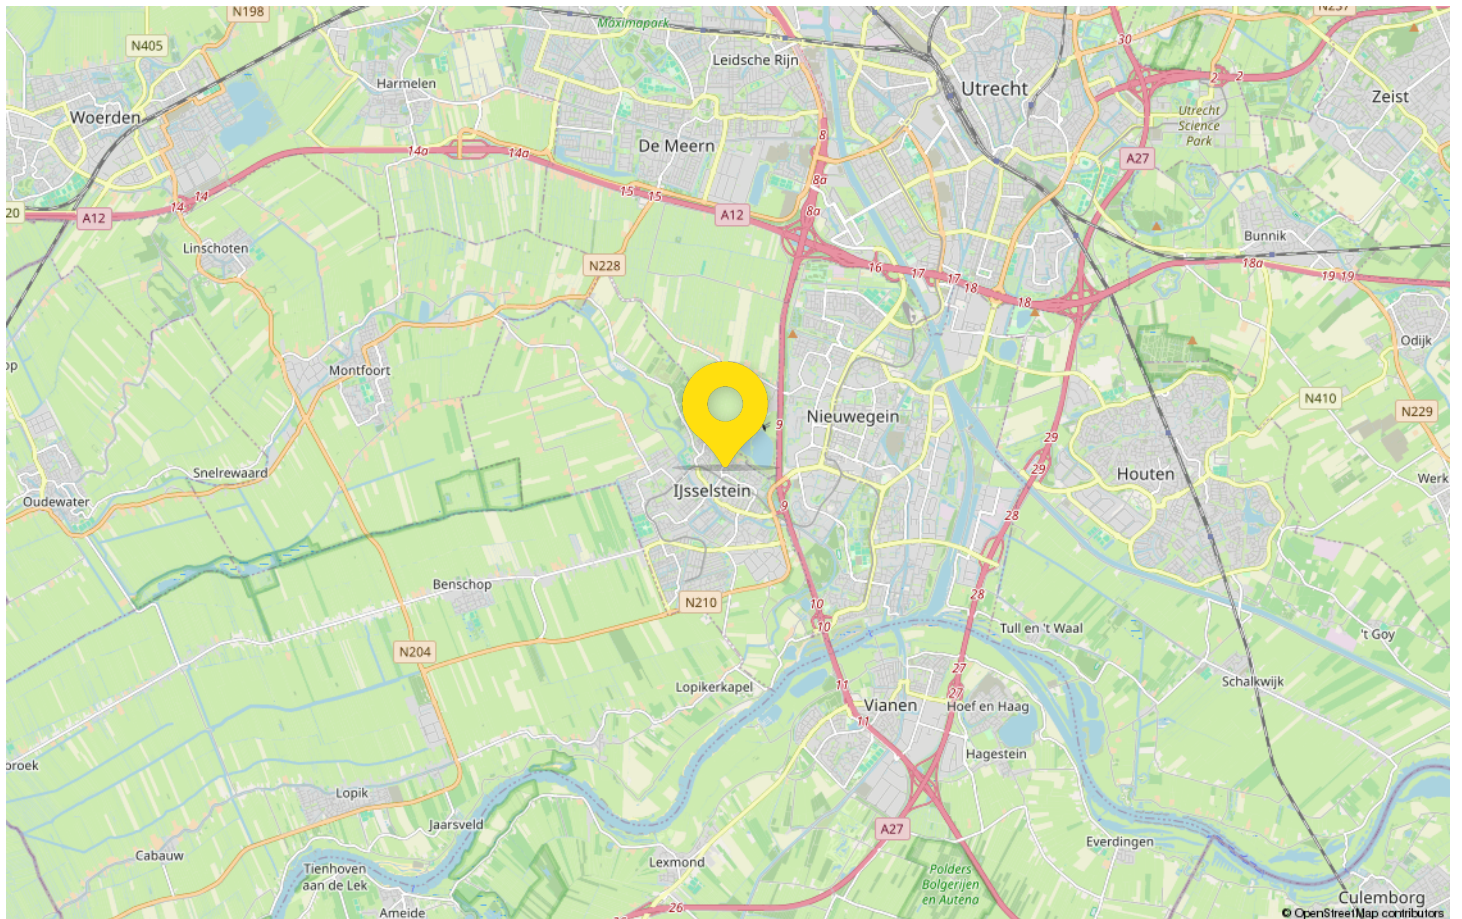 N198
Maximapark
N237
N405
30
Leidsche Rijn
Harmelen
2
2
Utrecht
Zeist
Woerden
Utrecht
Science
Park
8
De Meern
14a
14a
A27
8a
15
15
14
14
20
A12
A12
8a
Linschoten
Bunnik
N228
16
17
17
18
18
18a
19
19
Odijk
op
Montfoort
N410
N229
Nieuwegein
9
29
29
Snelrewaard
Houten
Werk
Oudewater
IJsselstein
9
28
Benschop
28
N210
10
10
Tull en 't Waal
't Goy
N204
27
Schalkwijk
Lopikerkapel
11
27
Vianen
Hoef en Haag
11
Hagestein
broek
Lopik
Jaarsveld
A27
Everdingen
Cabauw
Lexmond
Tienhoven
aan de Lek
Polders
Bolgerijen
en Autena
Culemborg
26
Ameide
© OpenStreetMap contributors